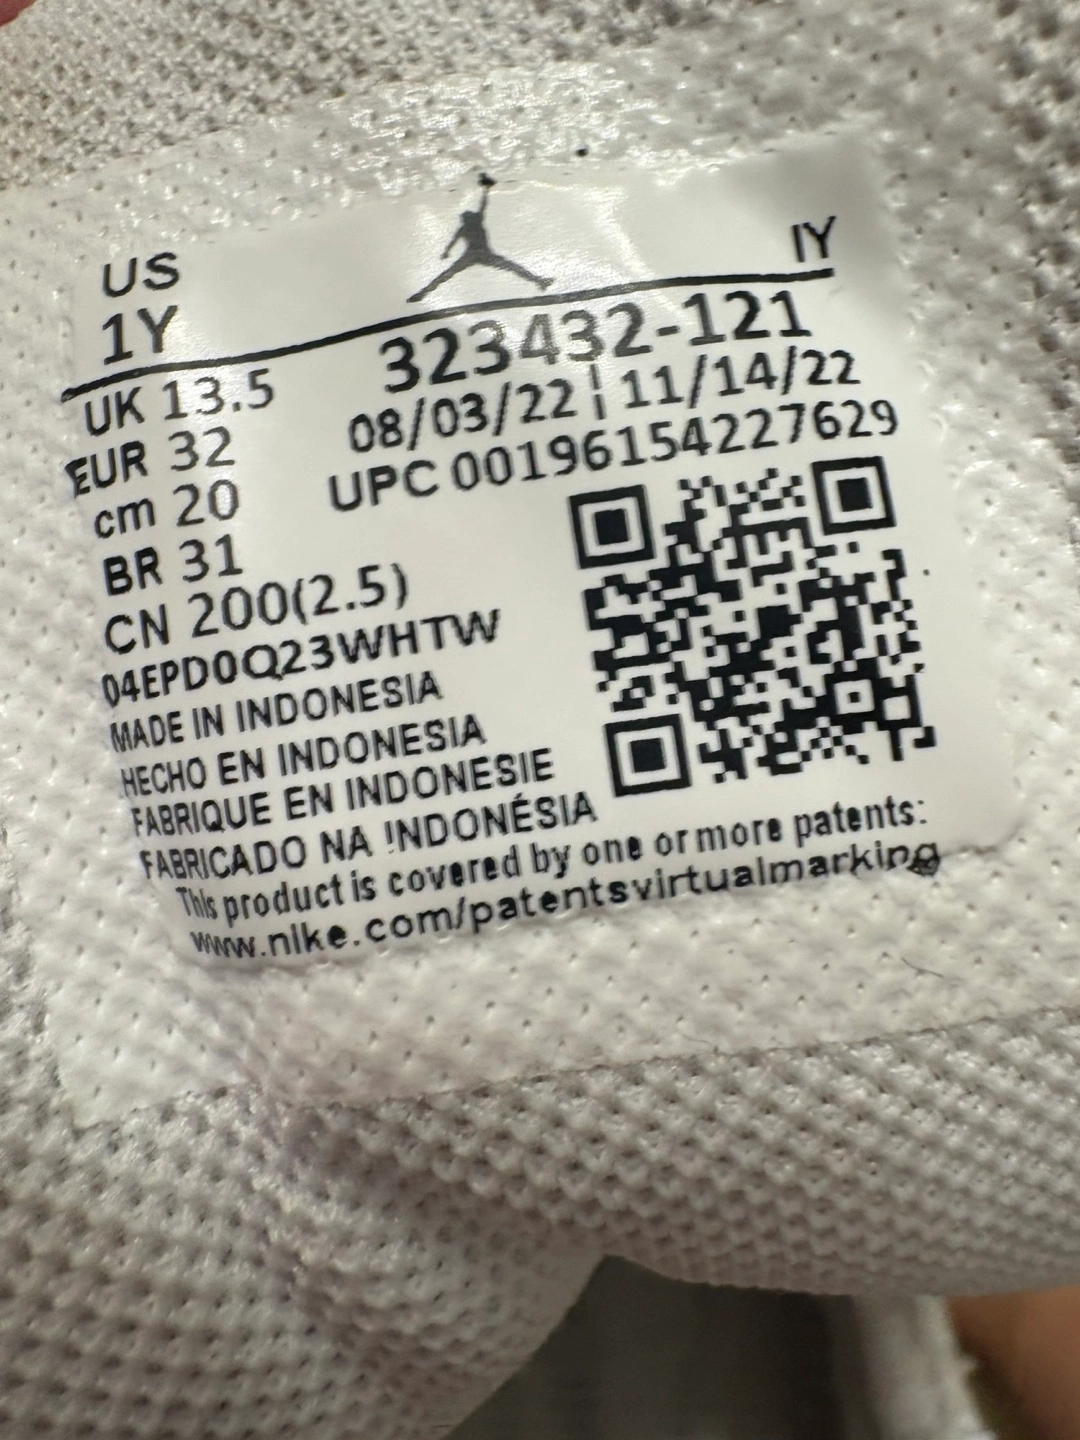 US
1Y
IY
323432-121
UK 13.5
08/03/22 ¦ 11/14/22
EUR 32
UPC 00196154227629
cm 20
BR 31
CN 200(2.5)
04EPD0Q23WHTW
MADE IN INDONESIA
HECHO EN INDONESIA
FABRIQUE EN INDONESIE
FABRICADO NA INDONÉSIA
This product is covered by one or more patents:
www.nike.com/patentsvirtualmarking